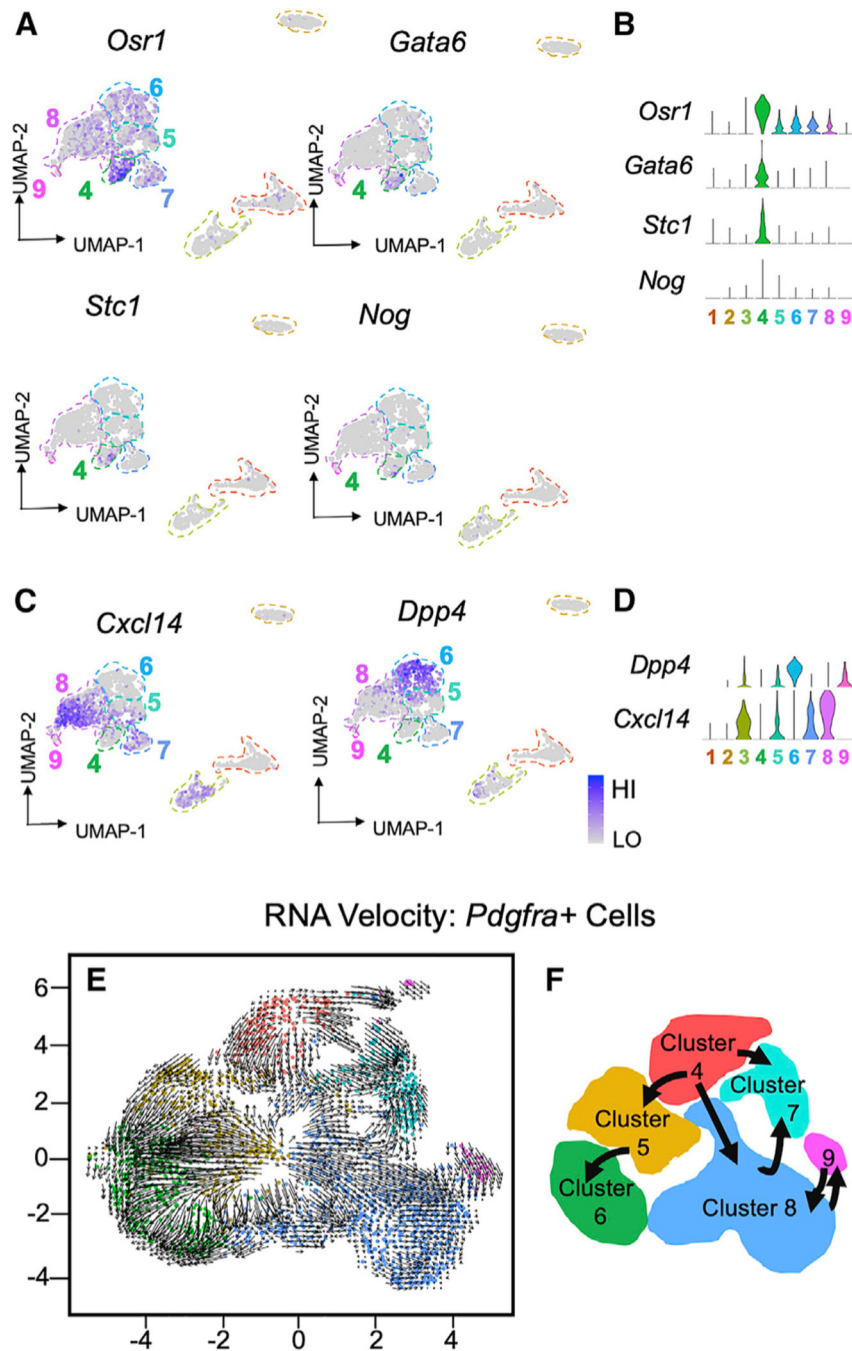 A
Osr1
Gata6
8
6
5
9
4
7
4
UMAP-2
UMAP-1
UMAP-2
UMAP-1
Stc1
Nog
4
4
UMAP-2
UMAP-1
UMAP-2
UMAP-1
B
Osr1
Gata6
Stc1
Nog
1 2 3 4 5 6 7 8 9
C
Cxcl14
Dpp4
8
6
5
9
4
7
8
6
5
9
4
7
UMAP-2
UMAP-1
UMAP-2
UMAP-1
HI
LO
D
Dpp4
Cxcl14
1 2 3 4 5 6 7 8 9
RNA Velocity: Pdgfra+ Cells
E
6
4
2
0
-2
-4
-4 -2 0 2 4
F
Cluster
4
Cluster
7
Cluster
5
9
Cluster
6
Cluster 8